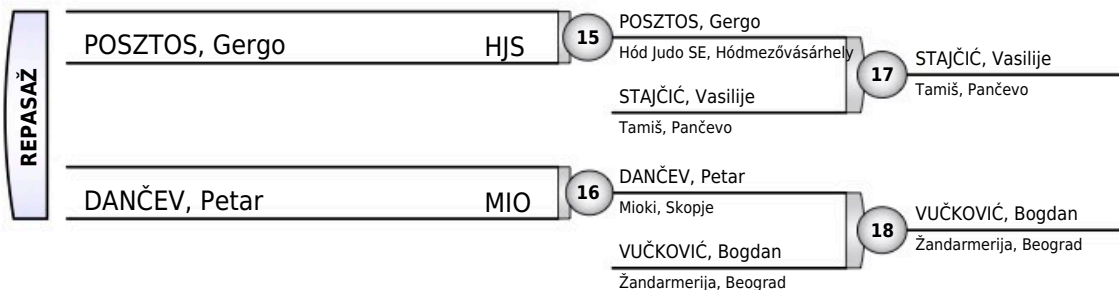 REPASAŽ
POSZTOS, Gergo HJS
15
POSZTOS, Gergo
Hód Judo SE, Hódmezővásárhely
STAJČIĆ, Vasilije
Tamiš, Pančevo
17
STAJČIĆ, Vasilije
Tamiš, Pančevo
DANČEV, Petar MIO
16
DANČEV, Petar
Mioki, Skopje
VUČKOVIĆ, Bogdan
Žandarmerija, Beograd
18
VUČKOVIĆ, Bogdan
Žandarmerija, Beograd